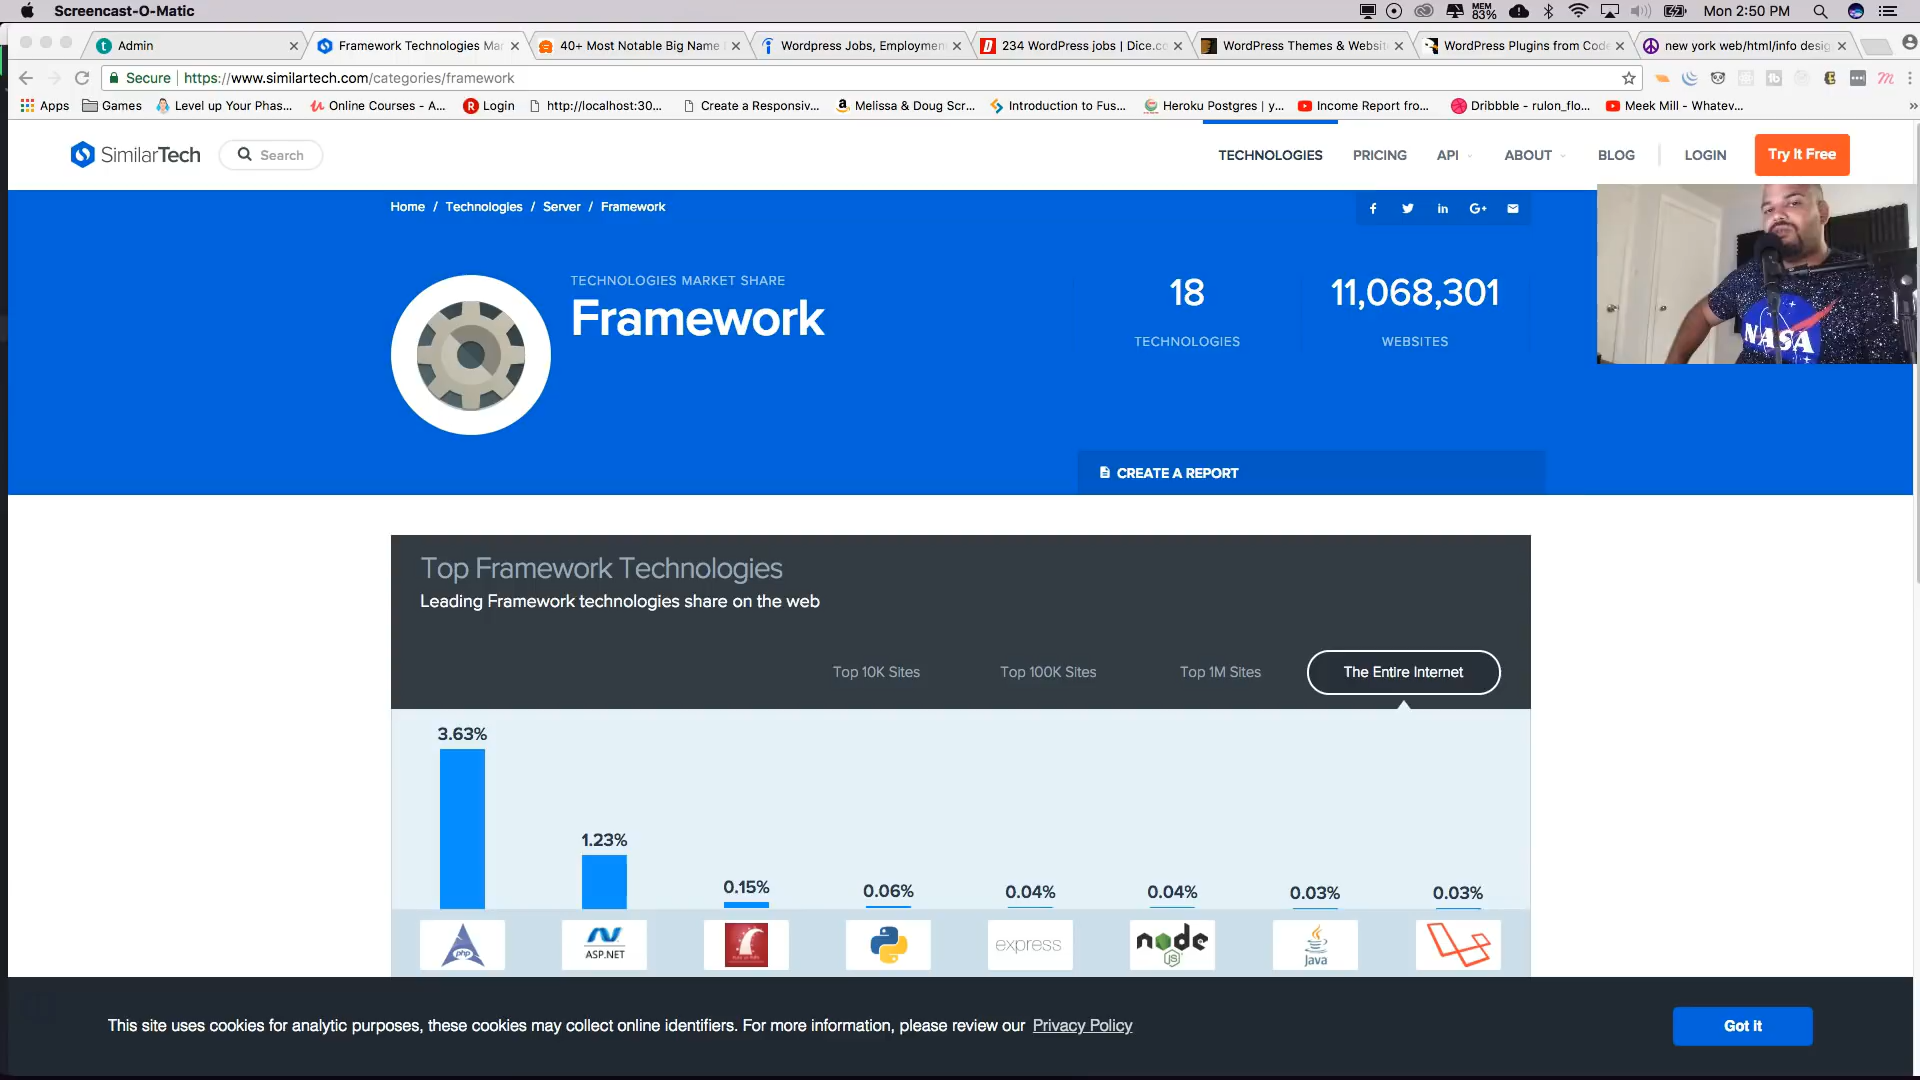 Screencast-O-Matic
MEM
83%
Mon 2:50 PM
Admin
Framework Technologies Mar
40+ Most Notable Big Name
Wordpress Jobs, Employmen
234 WordPress jobs | Dice.co
WordPress Themes & Websit
WordPress Plugins from Cod
new york web/html/info desig
Secure
https://www.similartech.com/categories/framework
Apps
Games
Level up Your Phas...
Online Courses - A...
Login
http://localhost:30...
Create a Responsiv...
Melissa & Doug Scr...
Introduction to Fus...
Heroku Postgres | y...
Income Report fro...
Dribbble - rulon_flo...
Meek Mill - Whatev...
SimilarTech
Search
TECHNOLOGIES
PRICING
API
ABOUT
BLOG
LOGIN
Try It Free
Home / Technologies / Server / Framework
TECHNOLOGIES MARKET SHARE
Framework
18
TECHNOLOGIES
11,068,301
WEBSITES
NASA
CREATE A REPORT
Top Framework Technologies
Leading Framework technologies share on the web
Top 10K Sites
Top 100K Sites
Top 1M Sites
The Entire Internet
3.63%
1.23%
0.15%
0.06%
0.04%
0.04%
0.03%
0.03%
php
ASP.NET
express
node
JS
Java
This site uses cookies for analytic purposes, these cookies may collect online identifiers. For more information, please review our Privacy Policy
Got it